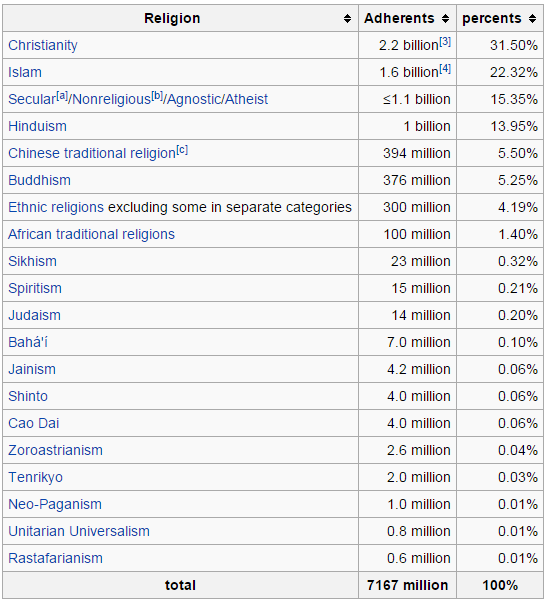 Religion Adherents percents
Christianity 2.2 billion[3] 31.50%
Islam 1.6 billion[4] 22.32%
Secular[a]/Nonreligious[b]/Agnostic/Atheist ≤1.1 billion 15.35%
Hinduism 1 billion 13.95%
Chinese traditional religion[c] 394 million 5.50%
Buddhism 376 million 5.25%
Ethnic religions excluding some in separate categories 300 million 4.19%
African traditional religions 100 million 1.40%
Sikhism 23 million 0.32%
Spiritism 15 million 0.21%
Judaism 14 million 0.20%
Bahá'í 7.0 million 0.10%
Jainism 4.2 million 0.06%
Shinto 4.0 million 0.06%
Cao Dai 4.0 million 0.06%
Zoroastrianism 2.6 million 0.04%
Tenrikyo 2.0 million 0.03%
Neo-Paganism 1.0 million 0.01%
Unitarian Universalism 0.8 million 0.01%
Rastafarianism 0.6 million 0.01%
total 7167 million 100%